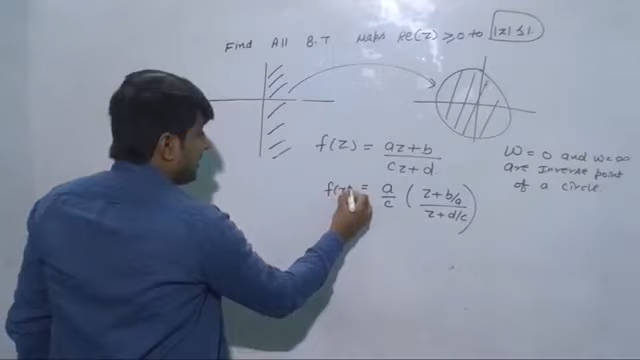 Find All B.T Maps Re(z) ≥ 0 to |z| ≤ 1.
f(z) = az+b / cz+d
w=0 and w=∞
are inverse point
of a circle
f(z) = a/c ( z+b/a / z+d/c )